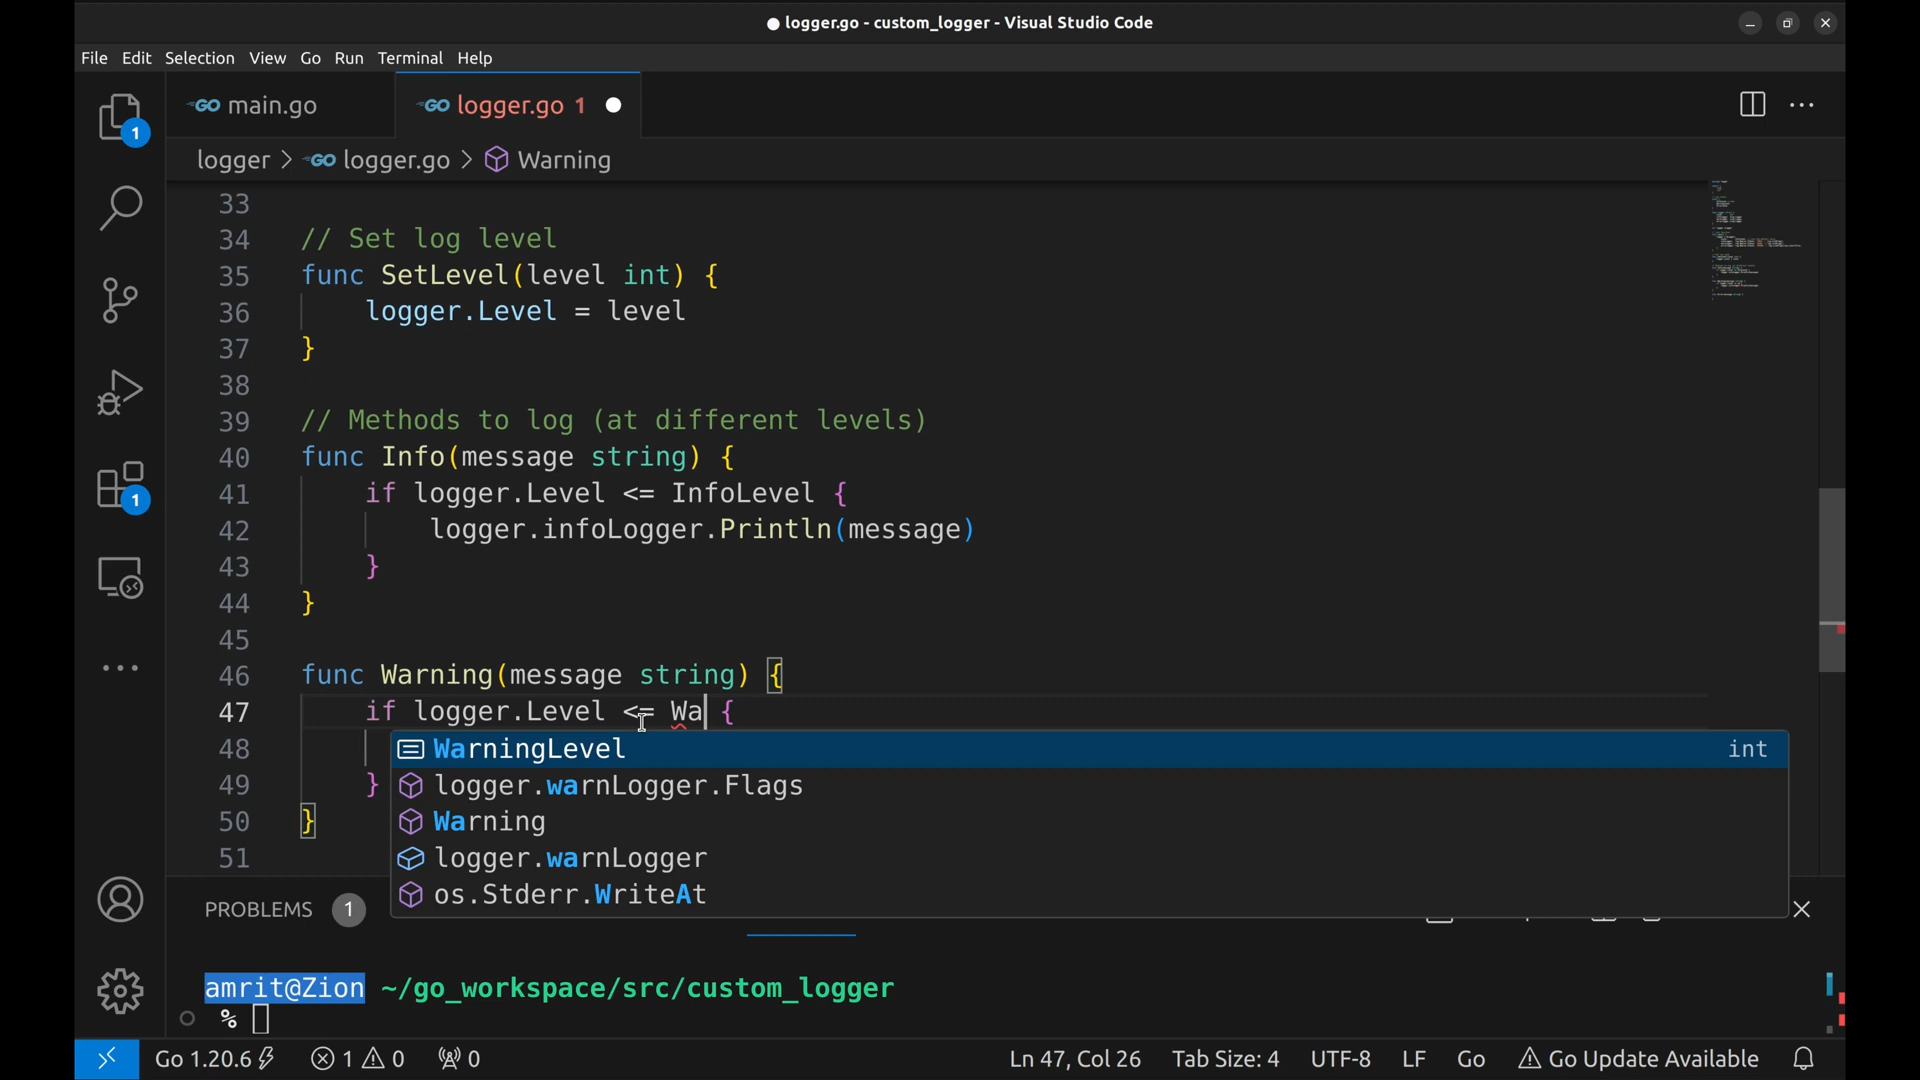 logger.go - custom_logger - Visual Studio Code
File Edit Selection View Go Run Terminal Help
GO main.go
GO logger.go 1
logger > GO logger.go > Warning
1
1
33
34 // Set log level
35 func SetLevel(level int) {
36 logger.Level = level
37 }
38
39 // Methods to log (at different levels)
40 func Info(message string) {
41 if logger.Level <= InfoLevel {
42 logger.infoLogger.Println(message)
43 }
44 }
45
46 func Warning(message string) {
47 if logger.Level <= Wa {
48
49 }
50 }
51
WarningLevel int
logger.warnLogger.Flags
Warning
logger.warnLogger
os.Stderr.WriteAt
PROBLEMS 1
amrit@Zion ~/go_workspace/src/custom_logger
%
Go 1.20.6 1 0 0 Ln 47, Col 26 Tab Size: 4 UTF-8 LF Go Go Update Available